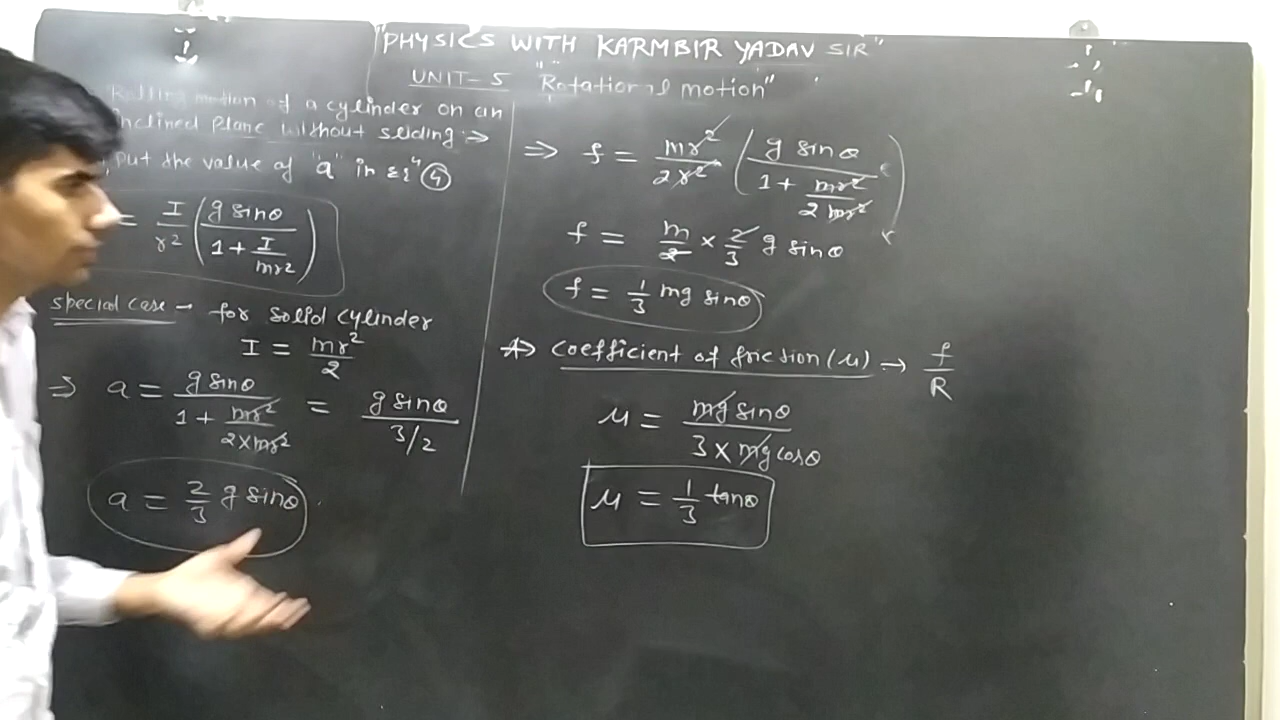 "PHYSICS WITH KARMBIR YADAV SIR"
UNIT-5 "Rotational motion"
Rolling motion of a cylinder on an
inclined plane without sliding :⇒
put the value of "a" in Eq" ④
= I/r² (g sinθ / (1 + I/mr²))
special case → for solid cylinder
I = mr²/2
⇒ a = g sinθ / (1 + mr²/(2×mr²)) = g sinθ / (3/2)
a = 2/3 g sinθ
⇒ f = mr²/2r² (g sinθ / (1 + mr²/2mr²))
f = m/2 × 2/3 g sinθ
f = 1/3 mg sinθ
coefficient of friction (μ) → f/R
μ = mg sinθ / (3 × mg cosθ)
μ = 1/3 tanθ